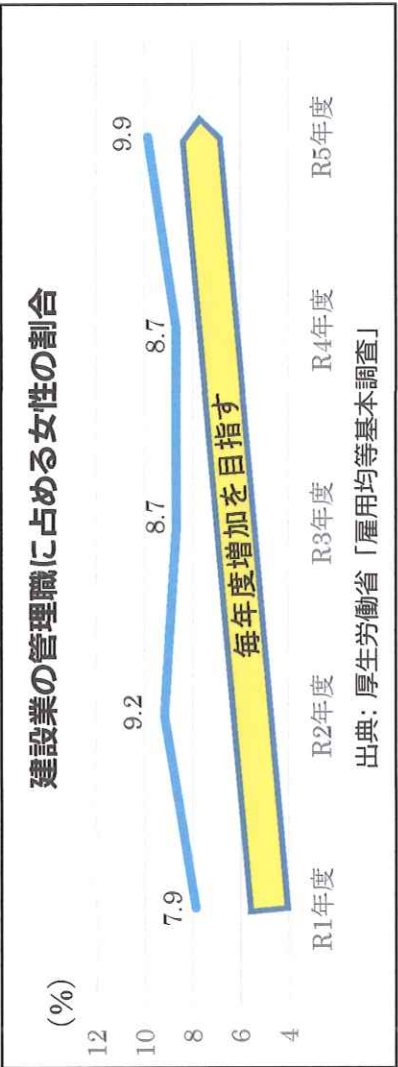 建設業の管理職に占める女性の割合
(%)
12
10
8
6
4
7.9
9.2
8.7
8.7
9.9
毎年度増加を目指す
R1年度
R2年度
R3年度
R4年度
R5年度
出典：厚生労働省「雇用均等基本調査」